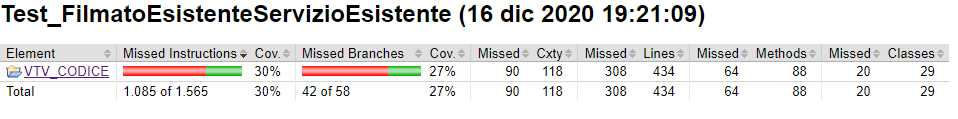 Test_FilmatoEsistenteServizioEsistente (16 dic 2020 19:21:09)
Element Missed Instructions Cov. Missed Branches Cov. Missed Cxty Missed Lines Missed Methods Missed Classes
VTV_CODICE 30% 27% 90 118 308 434 64 88 20 29
Total 1.085 of 1.565 30% 42 of 58 27% 90 118 308 434 64 88 20 29